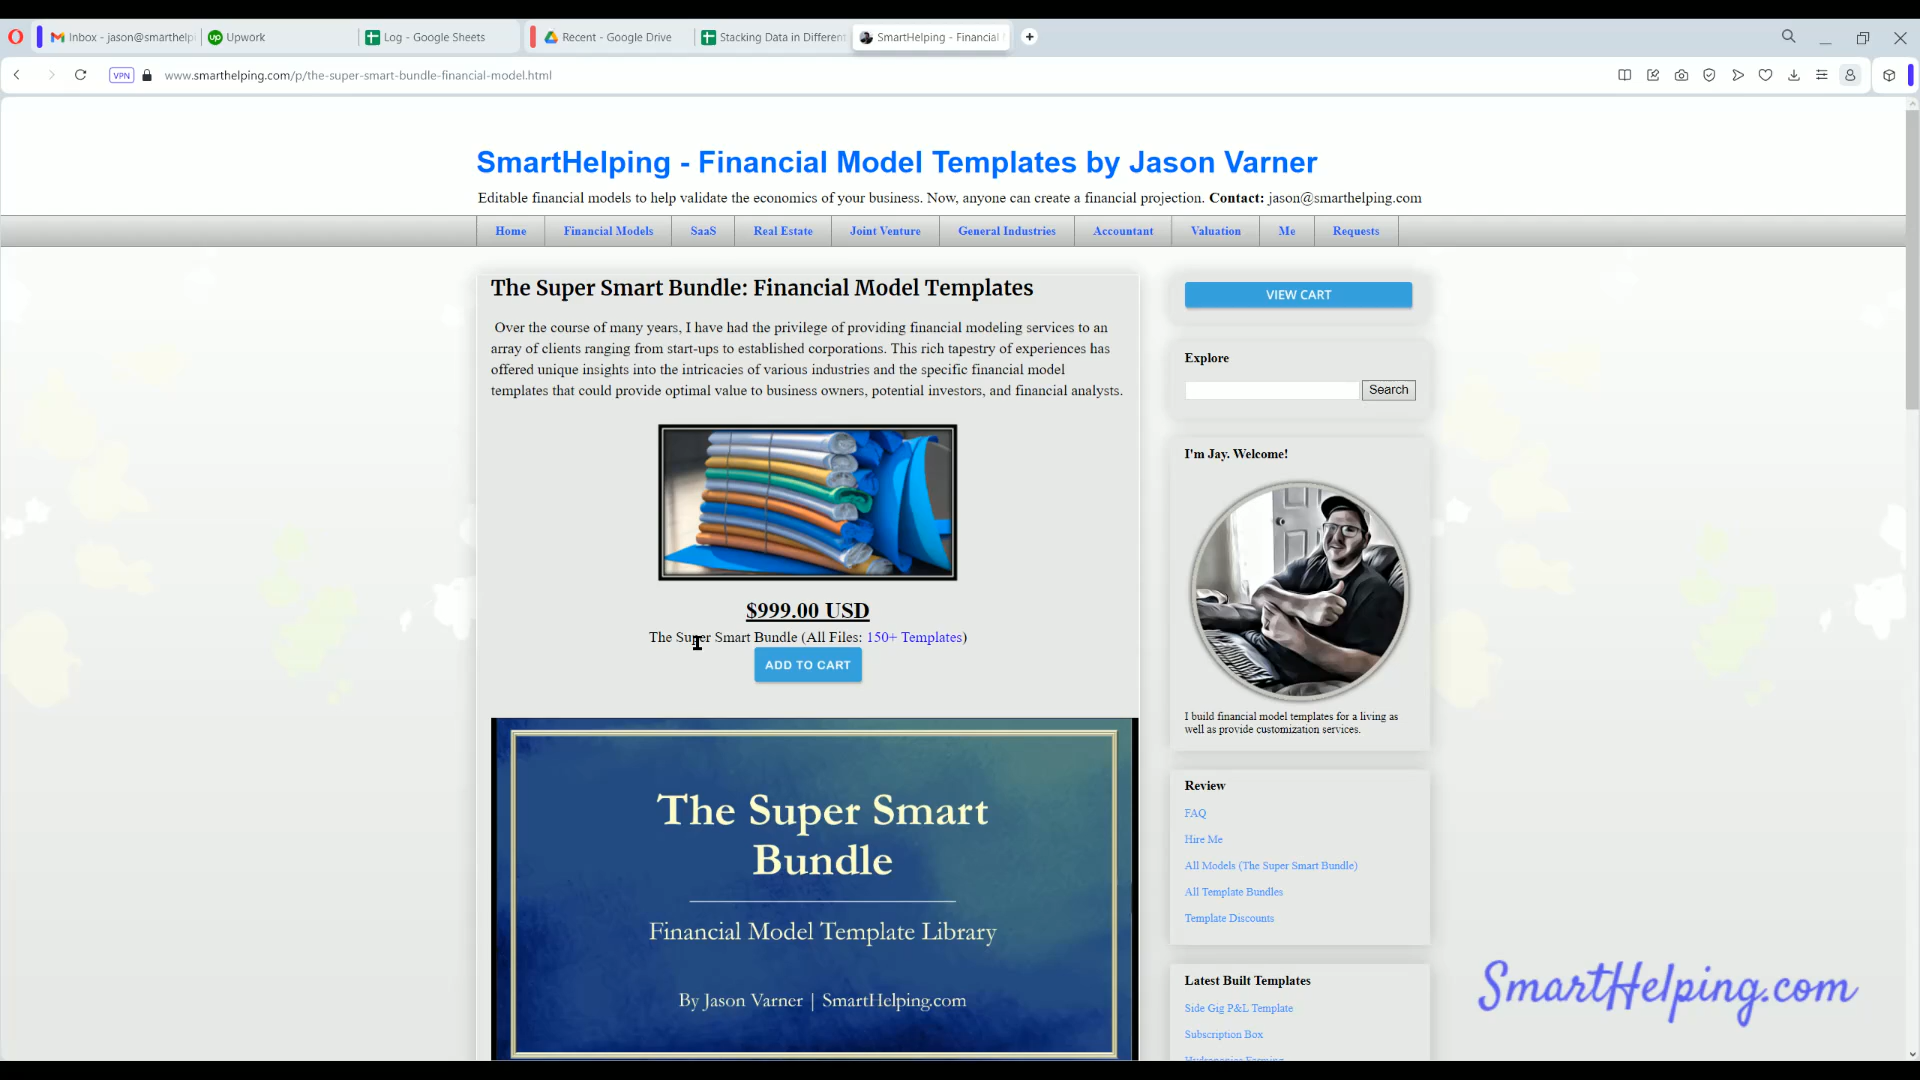 Inbox - jason@smarthelp
Upwork
Log - Google Sheets
Recent - Google Drive
Stacking Data in Different
SmartHelping - Financial
VPN
www.smarthelping.com/p/the-super-smart-bundle-financial-model.html
SmartHelping - Financial Model Templates by Jason Varner
Editable financial models to help validate the economics of your business. Now, anyone can create a financial projection. Contact: jason@smarthelping.com
Home Financial Models SaaS Real Estate Joint Venture General Industries Accountant Valuation Me Requests
The Super Smart Bundle: Financial Model Templates
Over the course of many years, I have had the privilege of providing financial modeling services to an
array of clients ranging from start-ups to established corporations. This rich tapestry of experiences has
offered unique insights into the intricacies of various industries and the specific financial model
templates that could provide optimal value to business owners, potential investors, and financial analysts.
$999.00 USD
The Super Smart Bundle (All Files: 150+ Templates)
ADD TO CART
The Super Smart
Bundle
Financial Model Template Library
By Jason Varner | SmartHelping.com
VIEW CART
Explore
Search
I'm Jay. Welcome!
I build financial model templates for a living as
well as provide customization services.
Review
FAQ
Hire Me
All Models (The Super Smart Bundle)
All Template Bundles
Template Discounts
Latest Built Templates
Side Gig P&L Template
Subscription Box
Hydroponics Farming
SmartHelping.com